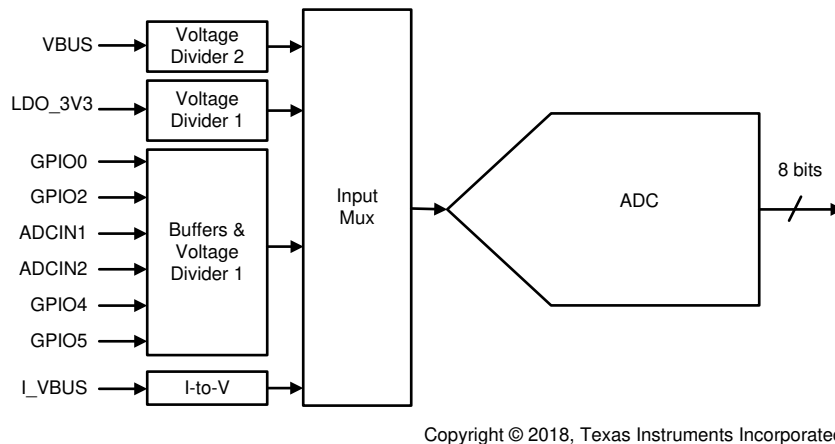 VBUS
Voltage
Divider 2
LDO_3V3
Voltage
Divider 1
GPIO0
GPIO2
ADCIN1
ADCIN2
GPIO4
GPIO5
Buffers &
Voltage
Divider 1
I_VBUS
I-to-V
Input
Mux
ADC
8 bits
Copyright © 2018, Texas Instruments Incorporated